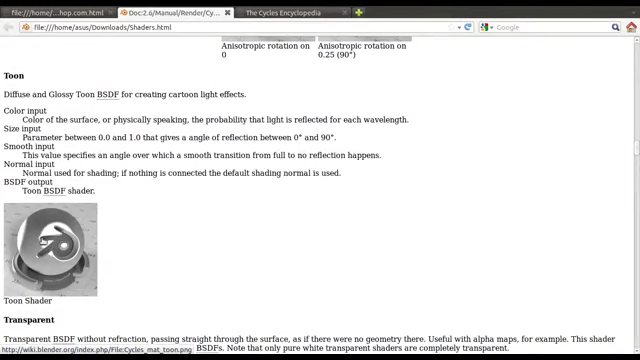 file:///h...hop.com.html
Doc:2.6/Manual/Render/Cy...
The Cycles Encyclopedia
file:///home/asus/Downloads/Shaders.html
Google
Anisotropic rotation on 0
Anisotropic rotation on 0.25 (90°)
Toon
Diffuse and Glossy Toon BSDF for creating cartoon light effects.
Color input
Color of the surface, or physically speaking, the probability that light is reflected for each wavelength.
Size input
Parameter between 0.0 and 1.0 that gives a angle of reflection between 0° and 90°.
Smooth input
This value specifies an angle over which a smooth transition from full to no reflection happens.
Normal input
Normal used for shading; if nothing is connected the default shading normal is used.
BSDF output
Toon BSDF shader.
Toon Shader
Transparent
Transparent BSDF without refraction, passing straight through the surface, as if there were no geometry there. Useful with alpha maps, for example. This shader
http://wiki.blender.org/index.php/File:Cycles_mat_toon.png
BSDFs. Note that only pure white transparent shaders are completely transparent.